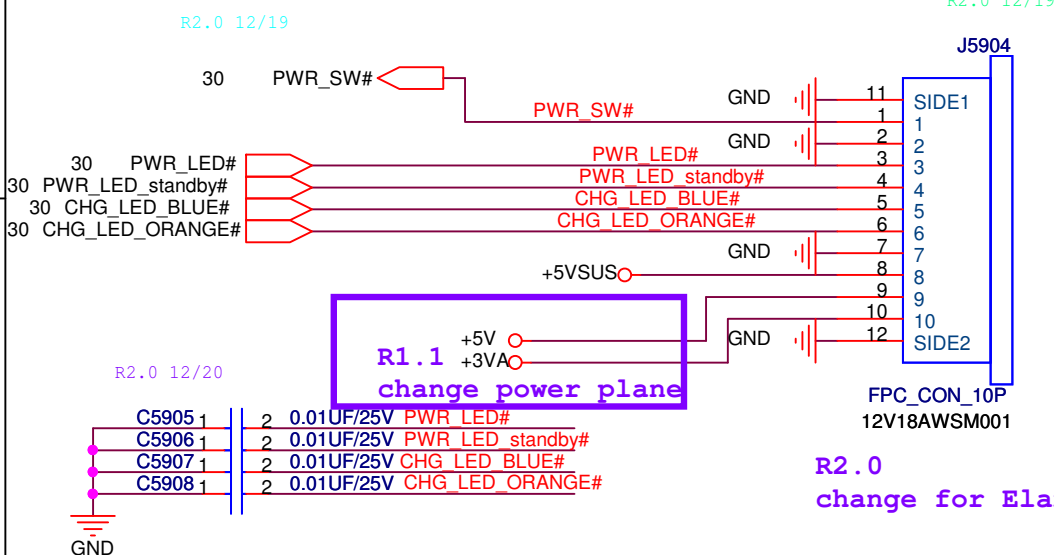 R2.0 12/19
R2.0 12/19
J5904
30 PWR_SW#
PWR_SW#
GND
11 SIDE1
1 1
GND
2 2
30 PWR_LED#
PWR_LED#
3 3
30 PWR_LED_standby#
PWR_LED_standby#
4 4
30 CHG_LED_BLUE#
CHG_LED_BLUE#
5 5
30 CHG_LED_ORANGE#
CHG_LED_ORANGE#
6 6
GND
7 7
+5VSUS
8 8
9 9
10 10
+5V
GND
12 SIDE2
R1.1 +3VA
change power plane
R2.0 12/20
FPC_CON_10P
12V18AWSM001
C5905 1 2 0.01UF/25V PWR_LED#
C5906 1 2 0.01UF/25V PWR_LED_standby#
C5907 1 2 0.01UF/25V CHG_LED_BLUE#
C5908 1 2 0.01UF/25V CHG_LED_ORANGE#
R2.0
change for Ela
GND